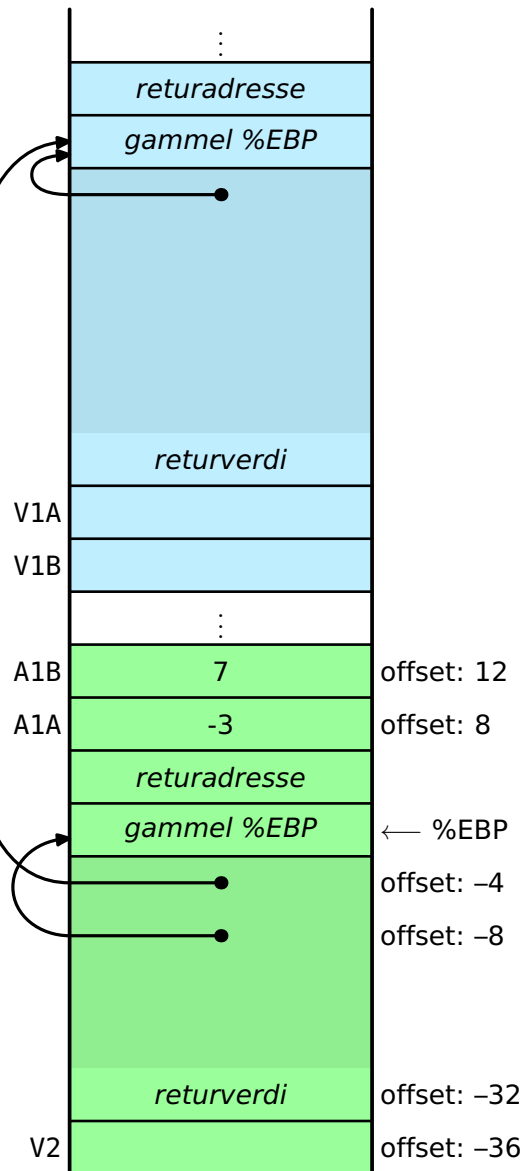 ⋮
returadresse
gammel %EBP
returverdi
V1A
V1B
⋮
A1B 7 offset: 12
A1A -3 offset: 8
returadresse
gammel %EBP ⟵ %EBP
offset: –4
offset: –8
returverdi offset: –32
V2 offset: –36